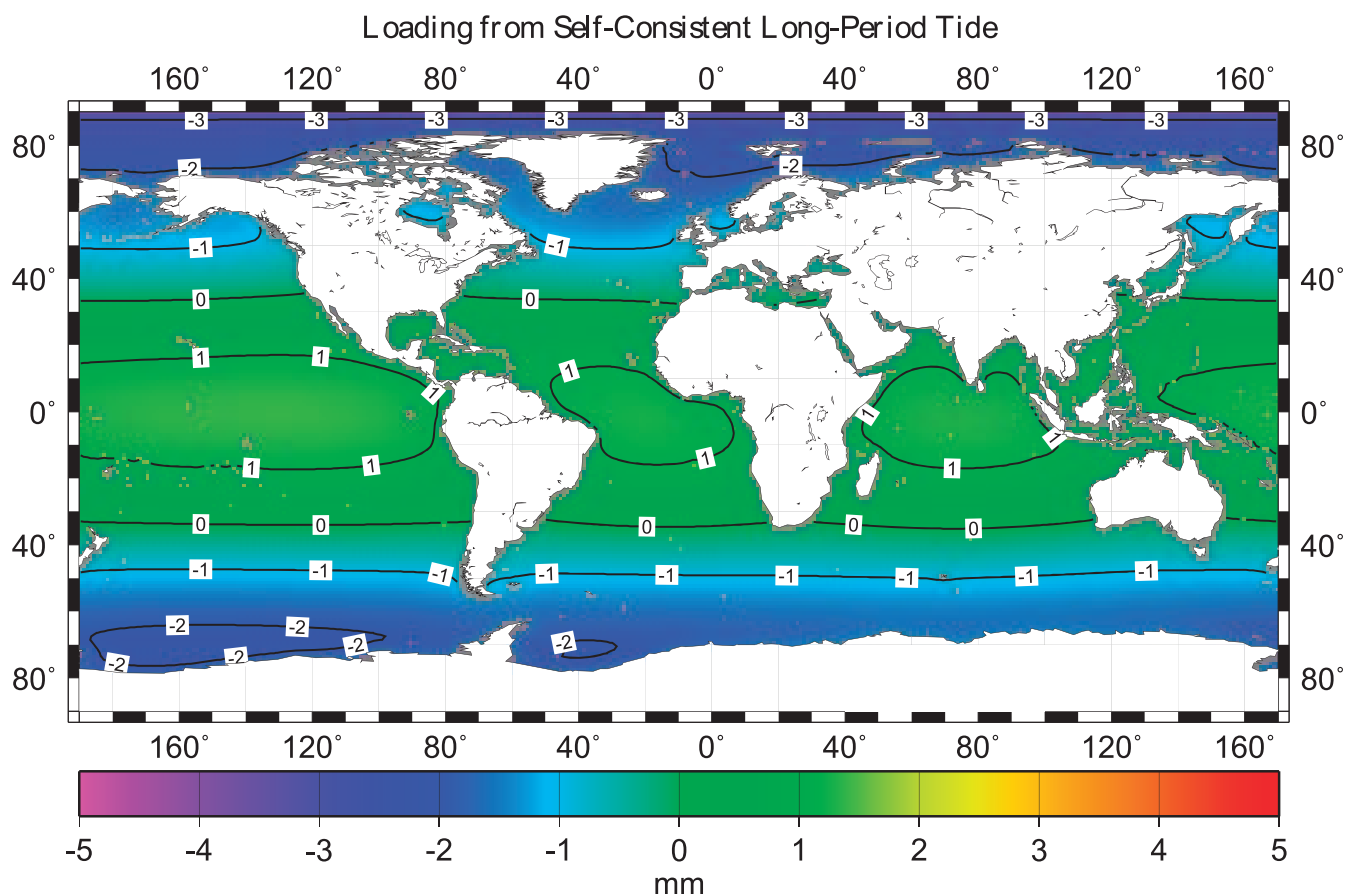 Loading from Self-Consistent Long-Period Tide
160° 120° 80° 40° 0° 40° 80° 120° 160°
-3 -3 -3 -3 -3 -3 -3 -3 -3
80° 80°
-2 -2
-1 -1
40° 40°
0 0
1 1 1
1
0° 0°
1 1 1
1 1 1 1
0 0 0 0 0
40° 40°
-1 -1 -1 -1 -1 -1 -1 -1 -1
-2 -2 -2 -2
-2 -2
80° 80°
160° 120° 80° 40° 0° 40° 80° 120° 160°
-5 -4 -3 -2 -1 0 1 2 3 4 5
mm